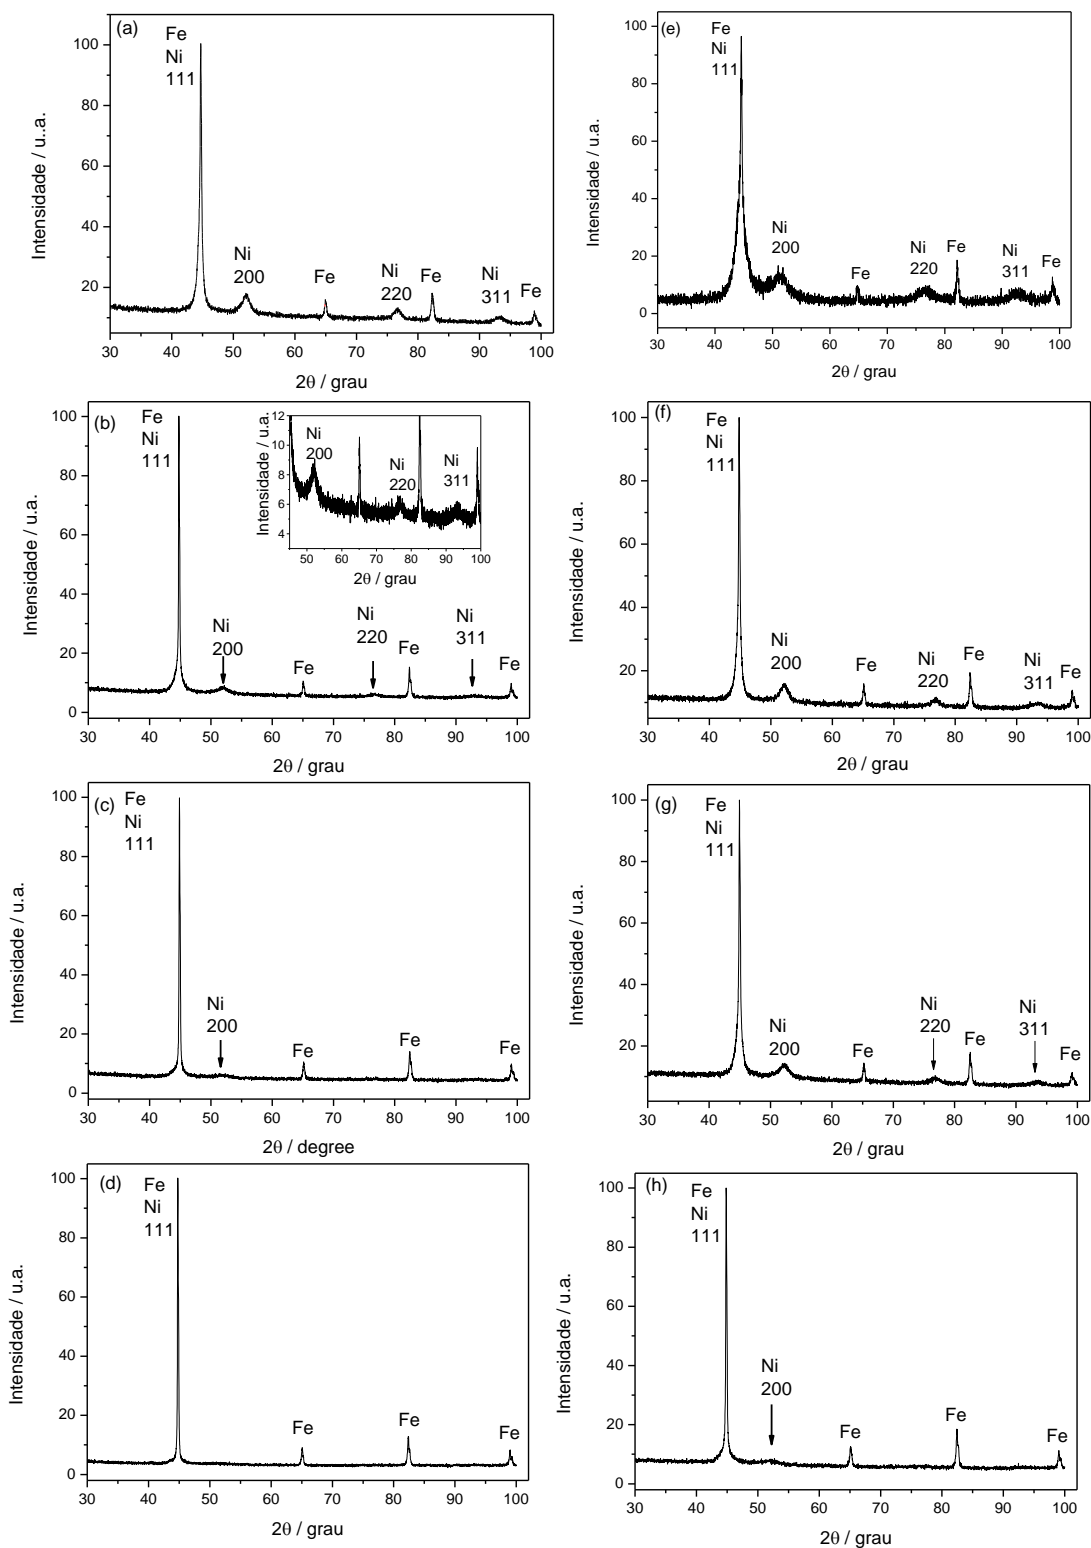 (a)
Fe
Ni
111
Ni
200
Fe
Ni
220
Fe
Ni
311
Fe
100
80
60
40
20
Intensidade / u..a.
30 40 50 60 70 80 90 100
2θ / grau
(e)
Fe
Ni
111
Ni
200
Fe
Ni
220
Fe
Ni
311
Fe
100
80
60
40
20
0
Intensidade / u.a.
30 40 50 60 70 80 90 100
2θ / grau
(b)
Fe
Ni
111
Ni
200
Fe
Ni
220
Fe
Ni
311
Fe
100
80
60
40
20
0
Intensidade / u.a.
30 40 50 60 70 80 90 100
2θ / grau
12
10
8
6
4
Intensidade / u.a.
Ni
200
Ni
220
Ni
311
50 60 70 80 90 100
2θ / grau
(f)
Fe
Ni
111
Ni
200
Fe
Ni
220
Fe
Ni
311
Fe
100
80
60
40
20
Intensidade / u.a.
30 40 50 60 70 80 90 100
2θ / grau
(c)
Fe
Ni
111
Ni
200
Fe
Fe
Fe
100
80
60
40
20
0
Intensidade / u.a.
30 40 50 60 70 80 90 100
2θ / degree
(g)
Fe
Ni
111
Ni
200
Fe
Ni
220
Fe
Ni
311
Fe
100
80
60
40
20
Intensidade / u.a.
30 40 50 60 70 80 90 100
2θ / grau
(d)
Fe
Ni
111
Fe
Fe
Fe
100
80
60
40
20
0
Intensidade / u.a.
30 40 50 60 70 80 90 100
2θ / grau
(h)
Fe
Ni
111
Ni
200
Fe
Fe
Fe
100
80
60
40
20
0
Intensidade / u.a.
30 40 50 60 70 80 90 100
2θ / grau